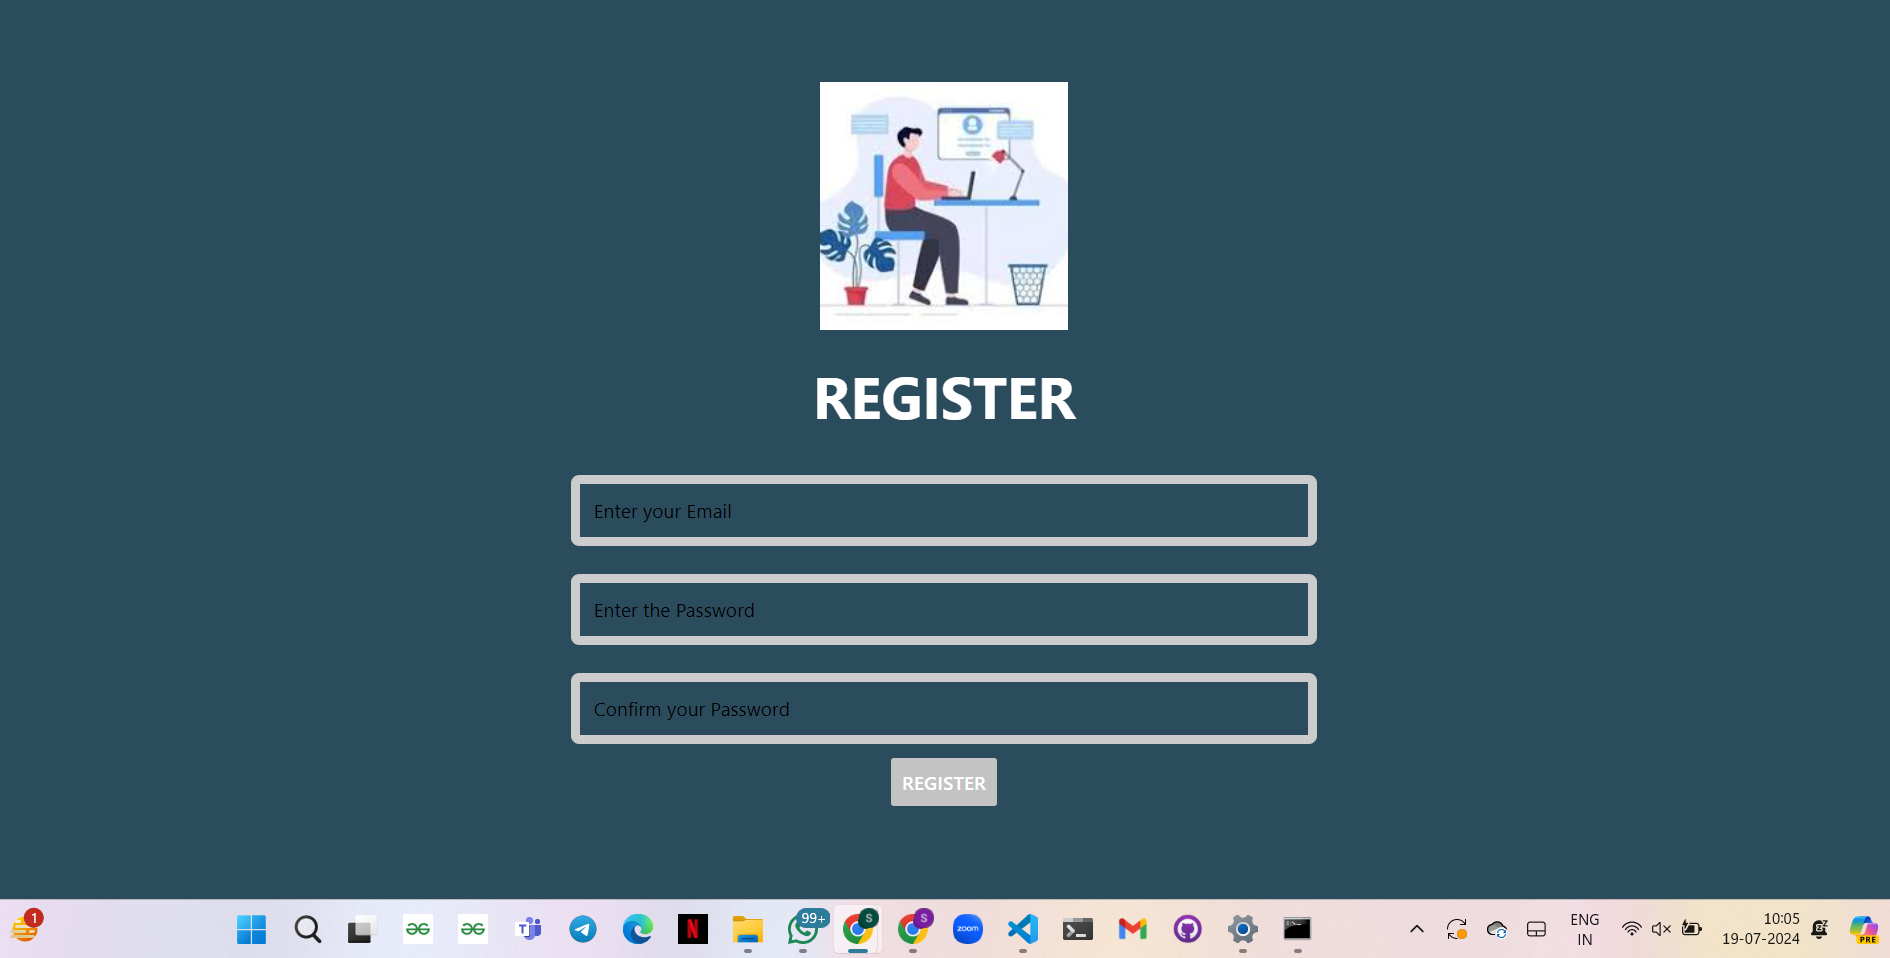 REGISTER
Enter your Email
Enter the Password
Confirm your Password
REGISTER
1
99+
S
S
zoom
T
N
ENG
IN
10:05
19-07-2024
PRE